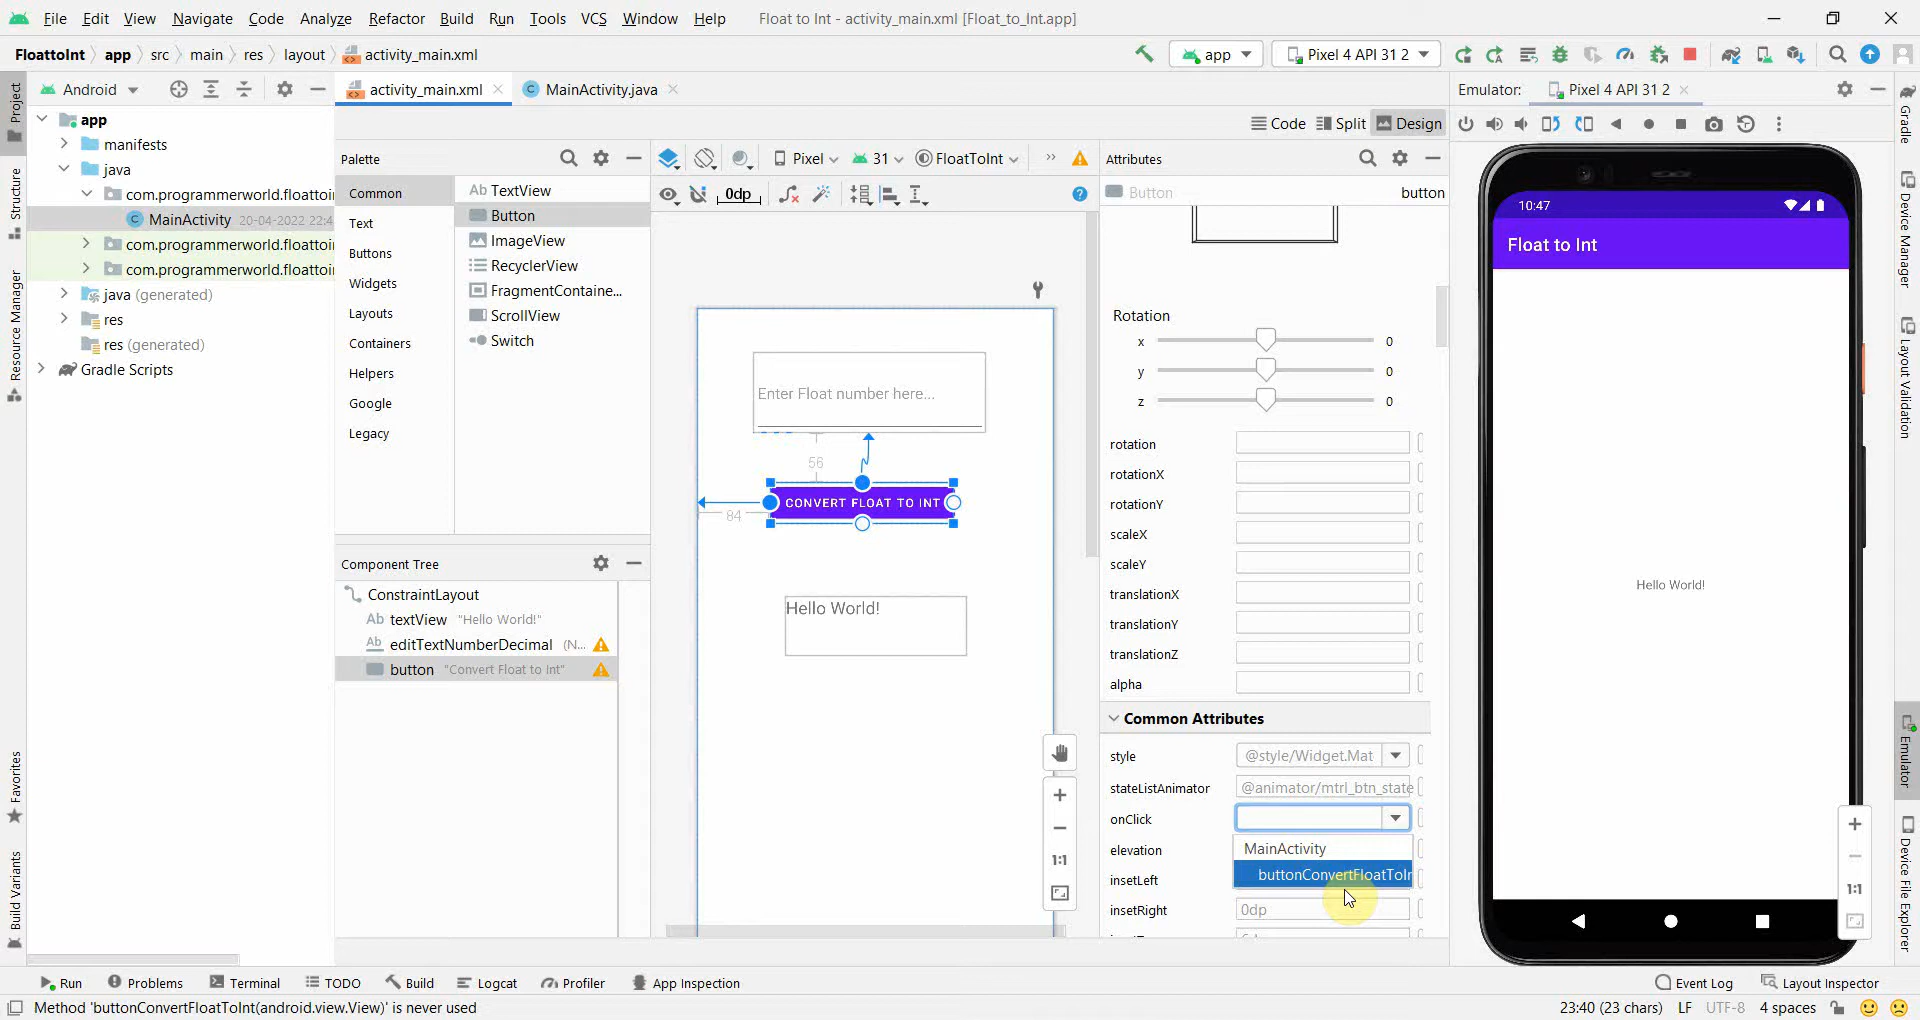 File Edit View Navigate Code Analyze Refactor Build Run Tools VCS Window Help Float to Int - activity_main.xml [Float_to_Int.app]
FloattoInt app src main res layout activity_main.xml app Pixel 4 API 31 2
Android activity_main.xml MainActivity.java Emulator: Pixel 4 API 31 2
Code Split Design
Project
Structure
Resource Manager
Favorites
Build Variants
app
manifests
java
com.programmerworld.floattoi
MainActivity 20-04-2022 22:4
com.programmerworld.floattoi
com.programmerworld.floattoi
java (generated)
res
res (generated)
Gradle Scripts
Palette
Common
Text
Buttons
Widgets
Layouts
Containers
Helpers
Google
Legacy
Ab TextView
Button
ImageView
RecyclerView
FragmentContaine...
ScrollView
Switch
Component Tree
ConstraintLayout
Ab textView "Hello World!"
Ab editTextNumberDecimal (N...
button "Convert Float to Int"
Pixel 31 FloatToInt
0dp
Enter Float number here...
56
CONVERT FLOAT TO INT
84
Hello World!
1:1
Attributes
Button button
Rotation
x 0
y 0
z 0
rotation
rotationX
rotationY
scaleX
scaleY
translationX
translationY
translationZ
alpha
Common Attributes
style @style/Widget.Mat
stateListAnimator @animator/mtrl_btn_state
onClick
MainActivity
elevation
buttonConvertFloatToIn
insetLeft
insetRight 0dp
10:47
Float to Int
Hello World!
1:1
Gradle
Device Manager
Layout Validation
Emulator
Device File Explorer
Run Problems Terminal TODO Build Logcat Profiler App Inspection Event Log Layout Inspector
Method 'buttonConvertFloatToInt(android.view.View)' is never used 23:40 (23 chars) LF UTF-8 4 spaces